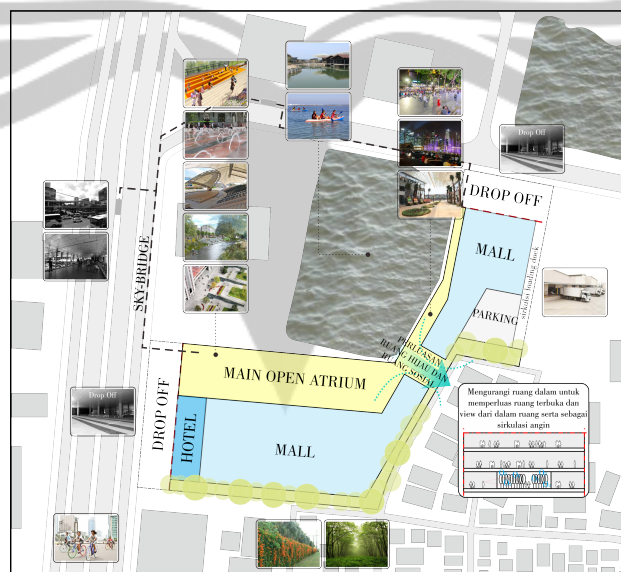 Drop Off
DROP OFF
MALL
sirkulasi loading dock
PARKING
SKY-BRIDGE
PERLUASAN
RUANG HIJAU DAN
RUANG SOSIAL
MAIN OPEN ATRIUM
DROP OFF
HOTEL
MALL
Drop Off
Mengurangi ruang dalam untuk
memperluas ruang terbuka dan
view dari dalam ruang serta sebagai
sirkulasi angin